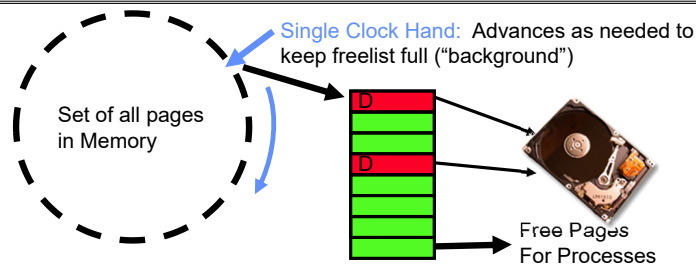 Single Clock Hand: Advances as needed to
keep freelist full (“background”)
Set of all pages
in Memory
D
D
Free Pages
For Processes